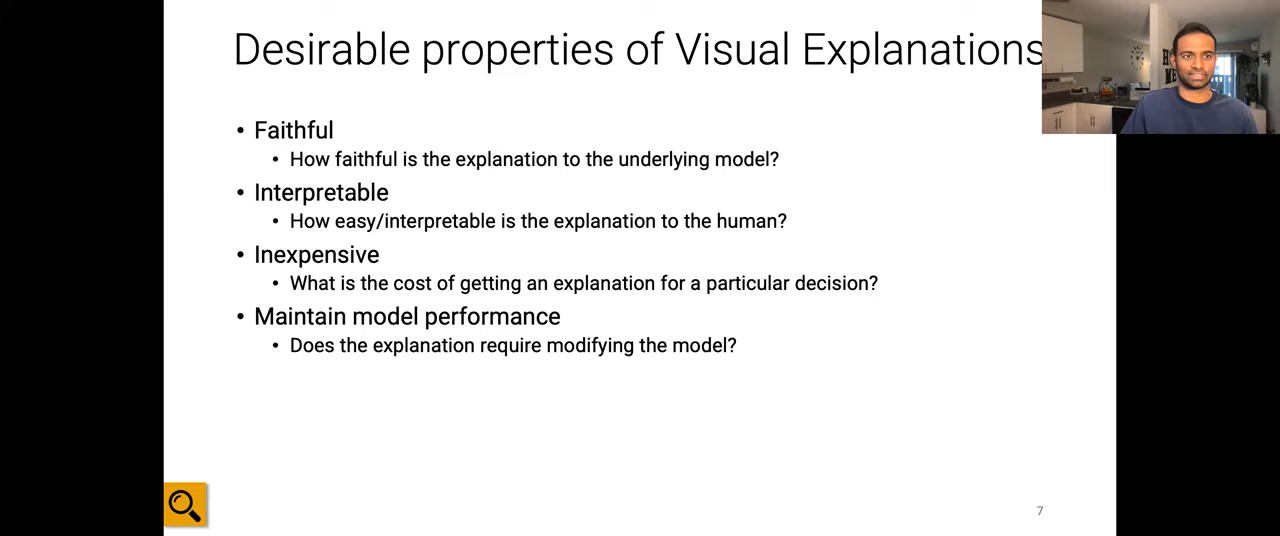 Desirable properties of Visual Explanations
• Faithful
• How faithful is the explanation to the underlying model?
• Interpretable
• How easy/interpretable is the explanation to the human?
• Inexpensive
• What is the cost of getting an explanation for a particular decision?
• Maintain model performance
• Does the explanation require modifying the model?
7